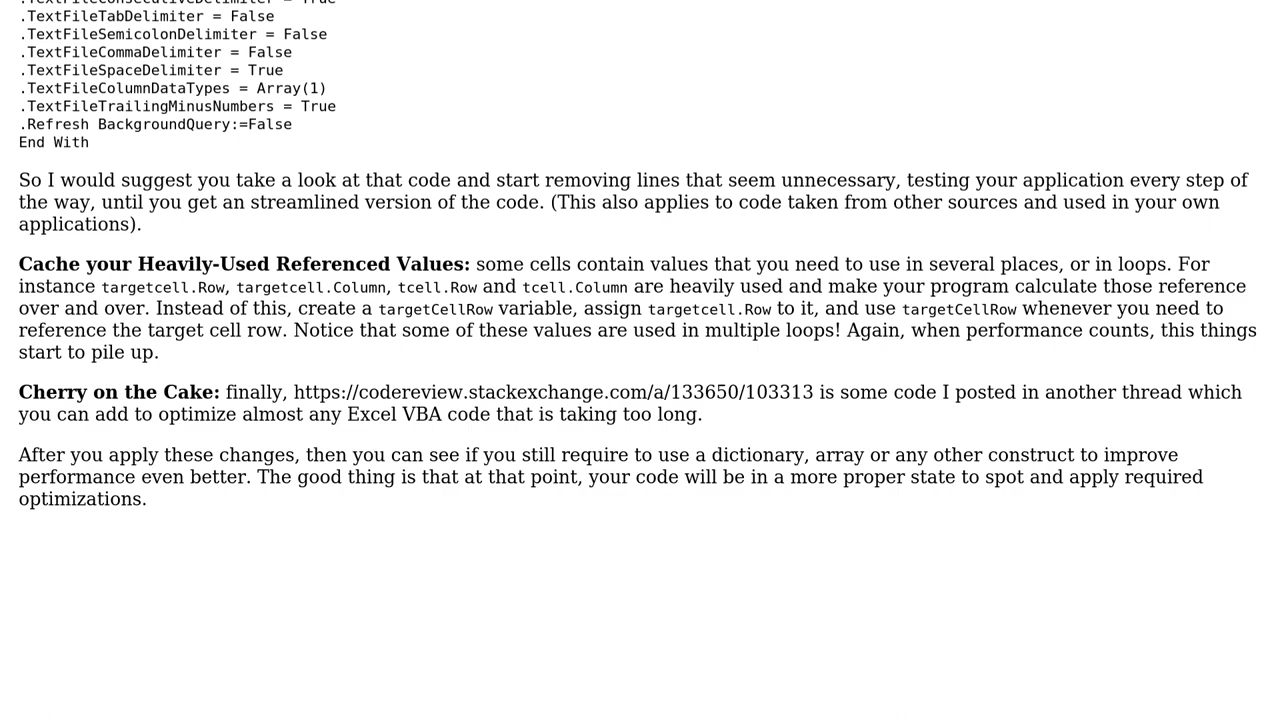 .TextFileConsecutiveDelimiter = True
.TextFileTabDelimiter = False
.TextFileSemicolonDelimiter = False
.TextFileCommaDelimiter = False
.TextFileSpaceDelimiter = True
.TextFileColumnDataTypes = Array(1)
.TextFileTrailingMinusNumbers = True
.Refresh BackgroundQuery:=False
End With
So I would suggest you take a look at that code and start removing lines that seem unnecessary, testing your application every step of
the way, until you get an streamlined version of the code. (This also applies to code taken from other sources and used in your own
applications).
Cache your Heavily-Used Referenced Values: some cells contain values that you need to use in several places, or in loops. For
instance targetcell.Row, targetcell.Column, tcell.Row and tcell.Column are heavily used and make your program calculate those reference
over and over. Instead of this, create a targetCellRow variable, assign targetcell.Row to it, and use targetCellRow whenever you need to
reference the target cell row. Notice that some of these values are used in multiple loops! Again, when performance counts, this things
start to pile up.
Cherry on the Cake: finally, https://codereview.stackexchange.com/a/133650/103313 is some code I posted in another thread which
you can add to optimize almost any Excel VBA code that is taking too long.
After you apply these changes, then you can see if you still require to use a dictionary, array or any other construct to improve
performance even better. The good thing is that at that point, your code will be in a more proper state to spot and apply required
optimizations.